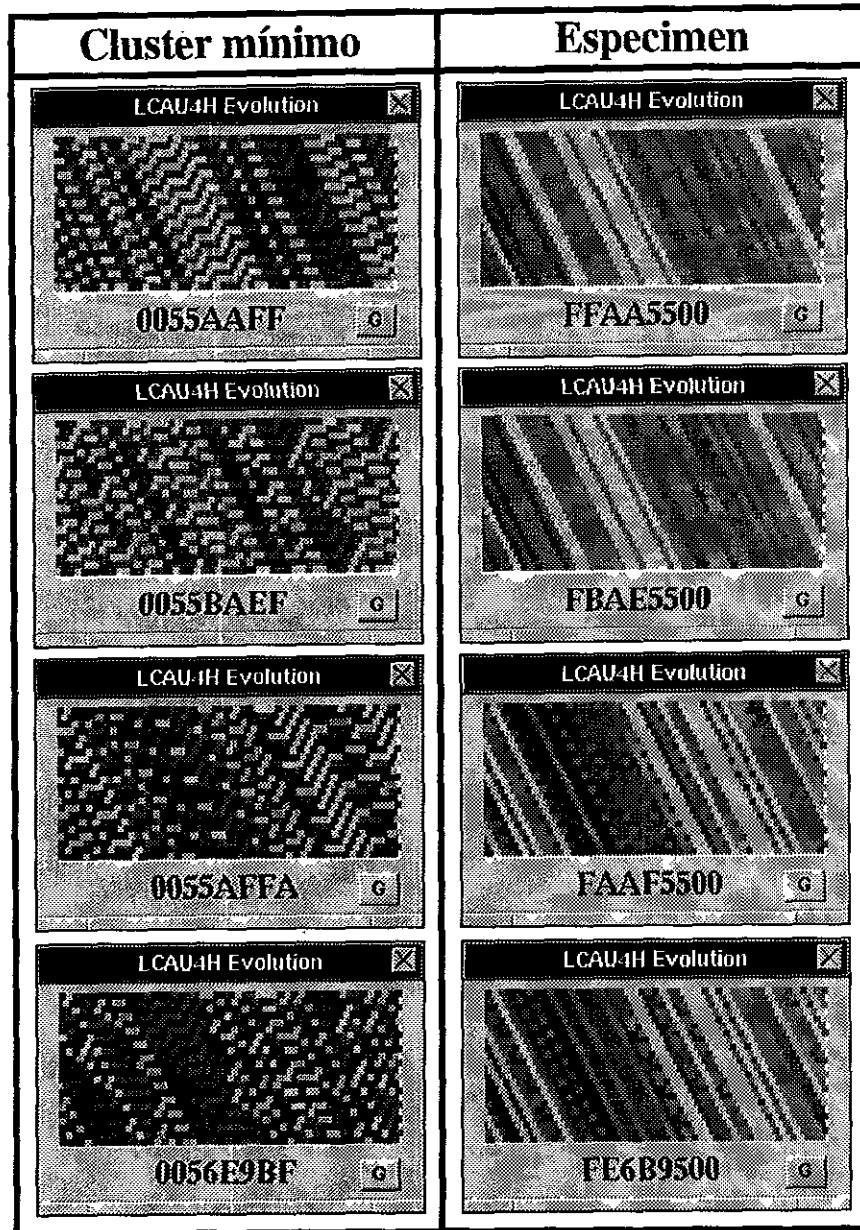 Cluster mínimo Especimen
LCAU4H Evolution LCAU4H Evolution
0055AAFF G FFAA5500 G
LCAU4H Evolution LCAU4H Evolution
0055BAEF G FBAE5500 G
LCAU4H Evolution LCAU4H Evolution
0055AFFA G FAAF5500 G
LCAU4H Evolution LCAU4H Evolution
0056E9BF G FE6B9500 G